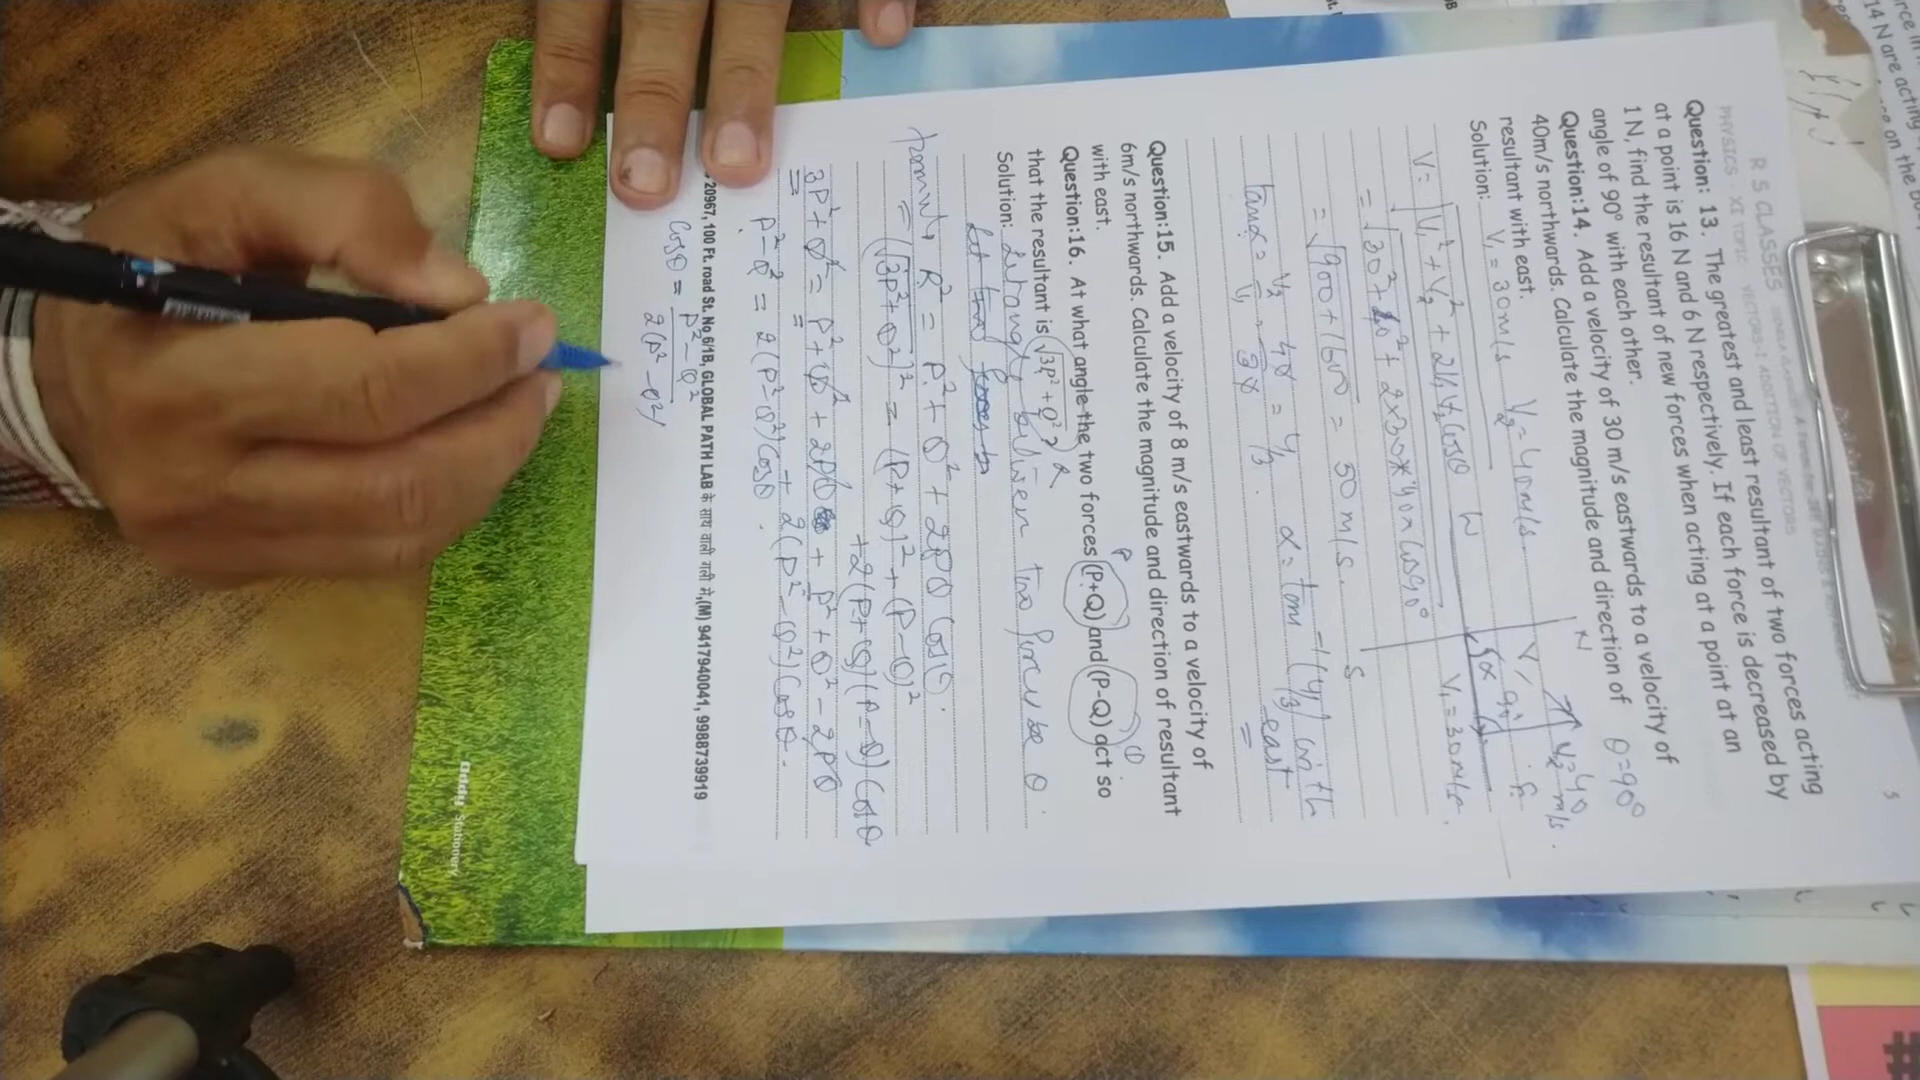 R S CLASSES
PHYSICS - XI TOPIC VECTORS-1 ADDITION OF VECTORS
5
Question: 13. The greatest and least resultant of two forces acting
at a point is 16 N and 6 N respectively. If each force is decreased by
1N, find the resultant of new forces when acting at a point at an
angle of 90° with each other.
Question:14. Add a velocity of 30 m/s eastwards to a velocity of
40m/s northwards. Calculate the magnitude and direction of
resultant with east.
θ=90°
Solution: V₁ = 30m/s V₂ = 40m/s.
V= √V₁² + V₂² + 2V₁V₂ Cosθ
= √30² + 40² + 2×30×40×Cos90°
= √900+1600 = 50 m/s.
tanα = V₂/V₁ = 40/30 = 4/3. α = tan⁻¹(4/3) with
east
N
W
S
V₂=40
m/s.
V₁=30m/s.
Question:15. Add a velocity of 8 m/s eastwards to a velocity of
6m/s northwards. Calculate the magnitude and direction of resultant
with east.
Question:16. At what angle the two forces (P+Q) and (P-Q) act so
that the resultant is √3P² + Q² ?
Solution: Let angle between two forces be θ.
R² = P² + Q² + 2PQ Cosθ.
= (√3P²+Q²)² = (P+Q)² + (P-Q)²
+2(P+Q)(P-Q) Cosθ
3P² + Q² = P² + Q² + 2PQ + P² + Q² - 2PQ
= = + 2(P²-Q²) Cosθ.
P² - Q² = 2(P²-Q²) Cosθ.
20967, 100 Ft. road St. No 6/1B, GLOBAL PATH LAB के साथ वाली गली में,(M) 9417940041, 9988739919
Cosθ = P² - Q² / 2(P²-Q²)
Eddy Stationery
14 N are acting
on the bo
#